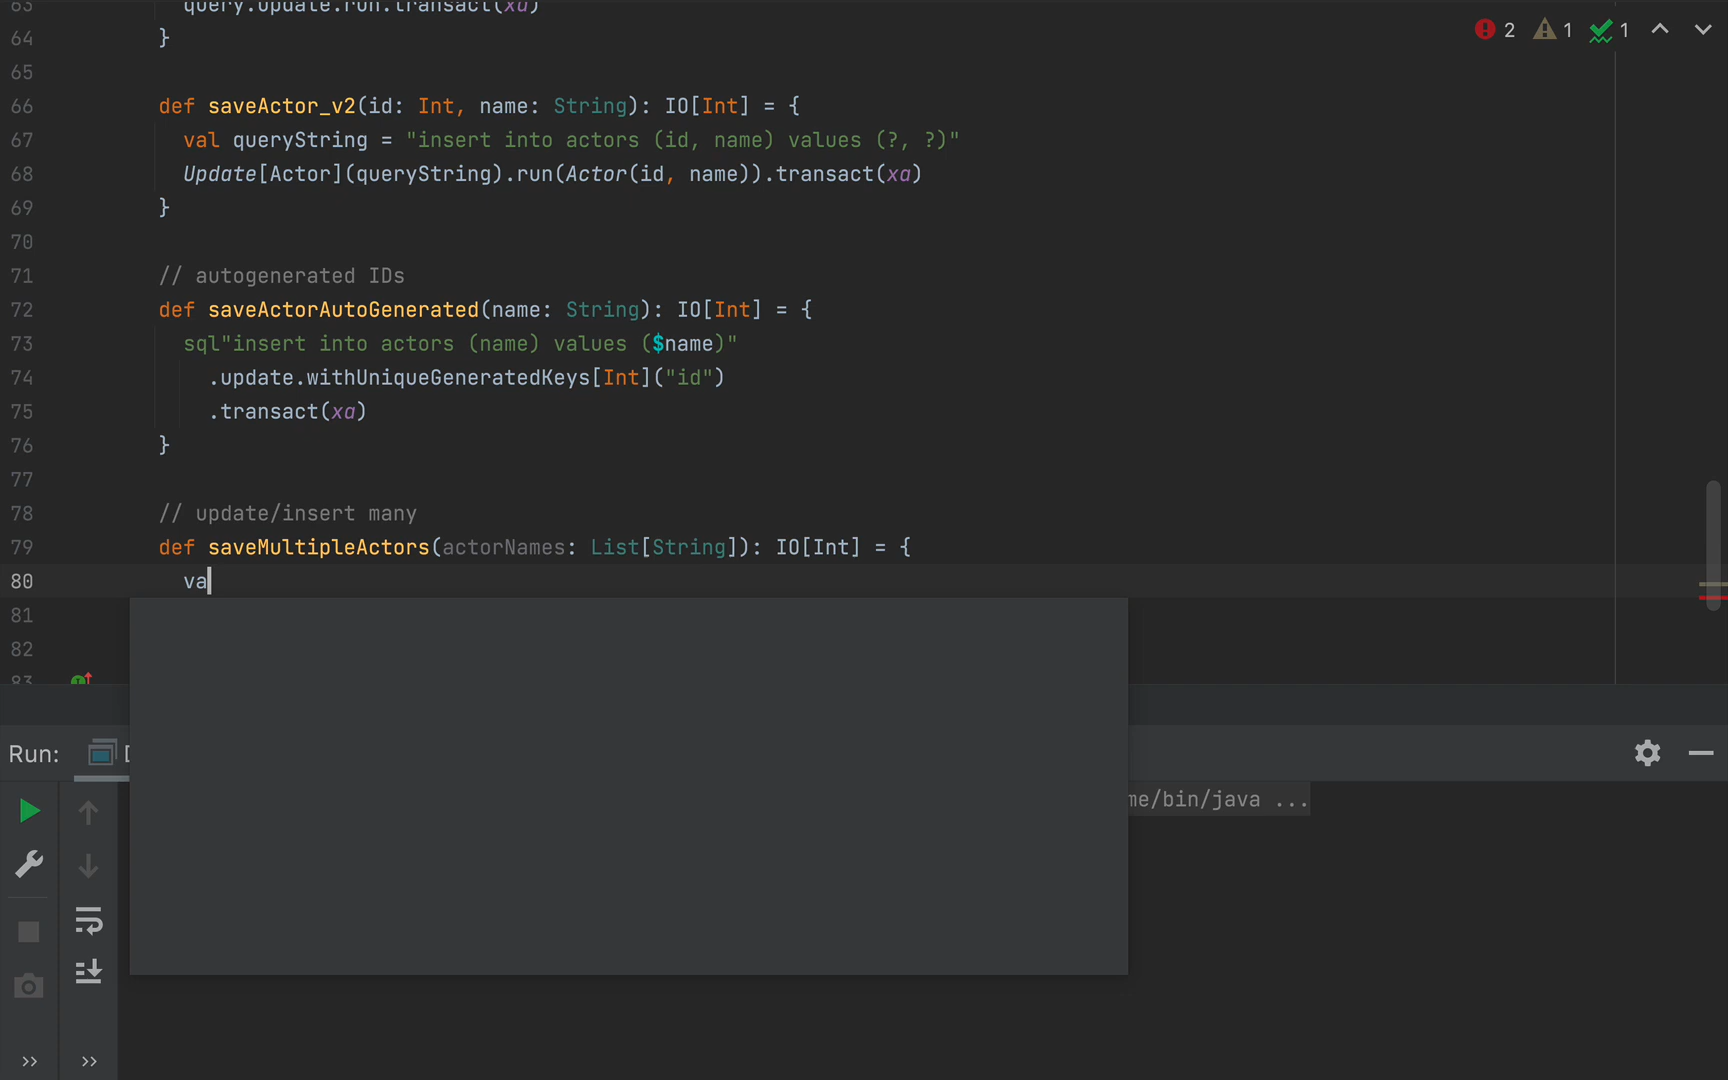 63 query.update.run.transact(xa)
64 }
65
66 def saveActor_v2(id: Int, name: String): IO[Int] = {
67 val queryString = "insert into actors (id, name) values (?, ?)"
68 Update[Actor](queryString).run(Actor(id, name)).transact(xa)
69 }
70
71 // autogenerated IDs
72 def saveActorAutoGenerated(name: String): IO[Int] = {
73 sql"insert into actors (name) values ($name)"
74 .update.withUniqueGeneratedKeys[Int]("id")
75 .transact(xa)
76 }
77
78 // update/insert many
79 def saveMultipleActors(actorNames: List[String]): IO[Int] = {
80 va
81
82
83
2 1 1
Run:
me/bin/java ...